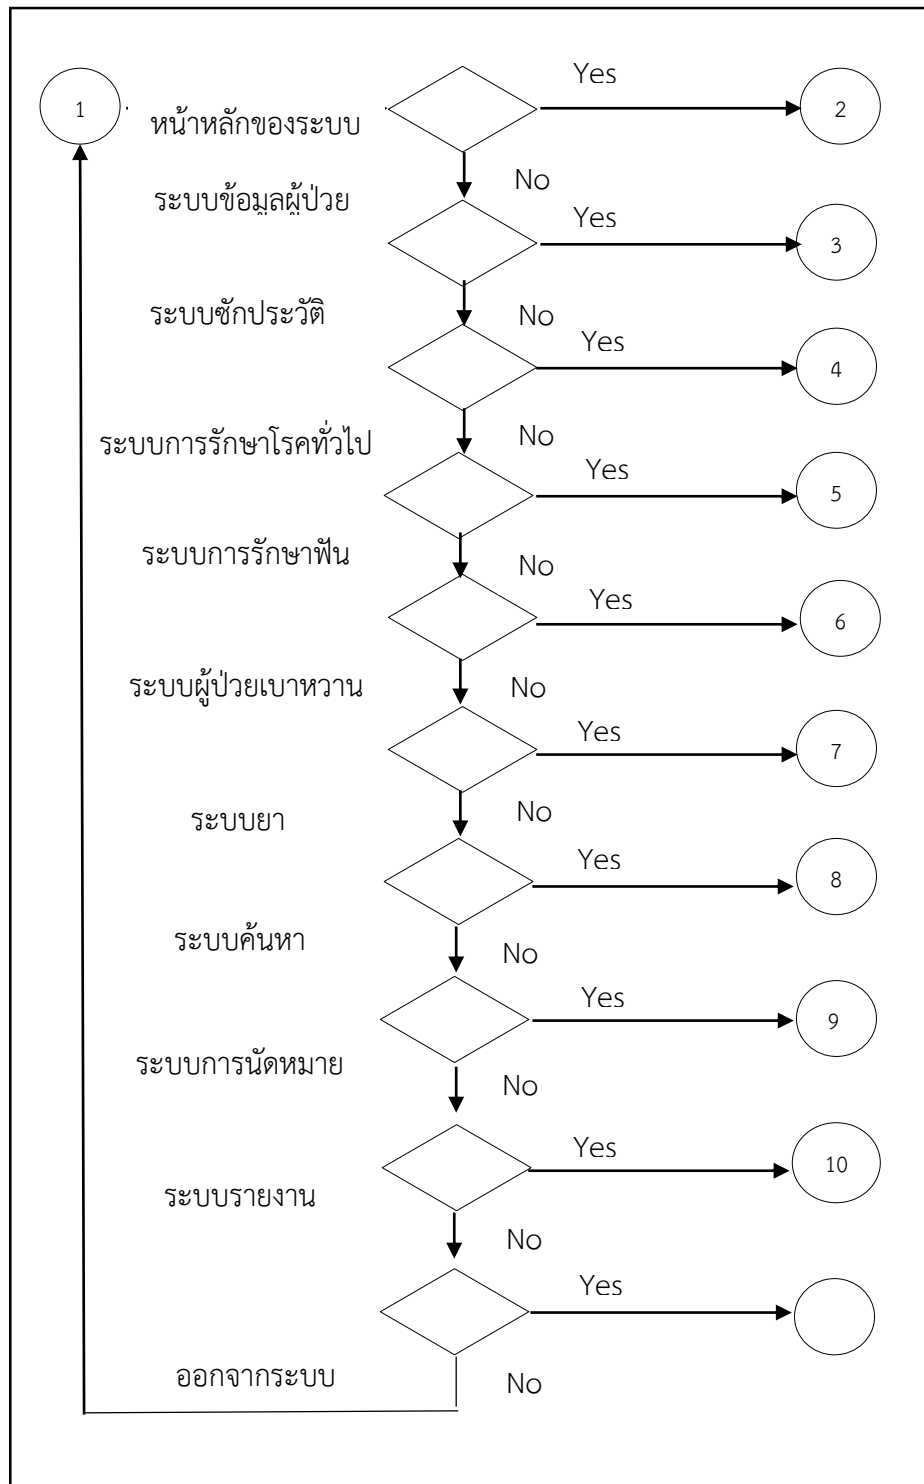 Yes
1
2
หน้าหลักของระบบ
No
ระบบข้อมูลผู้ป่วย
Yes
3
ระบบซักประวัติ
No
Yes
4
ระบบการรักษาโรคทั่วไป
No
Yes
5
ระบบการรักษาฟัน
No
Yes
6
ระบบผู้ป่วยเบาหวาน
No
Yes
7
ระบบยา
No
Yes
8
ระบบค้นหา
No
Yes
9
ระบบการนัดหมาย
No
Yes
10
ระบบรายงาน
No
Yes
ออกจากระบบ
No